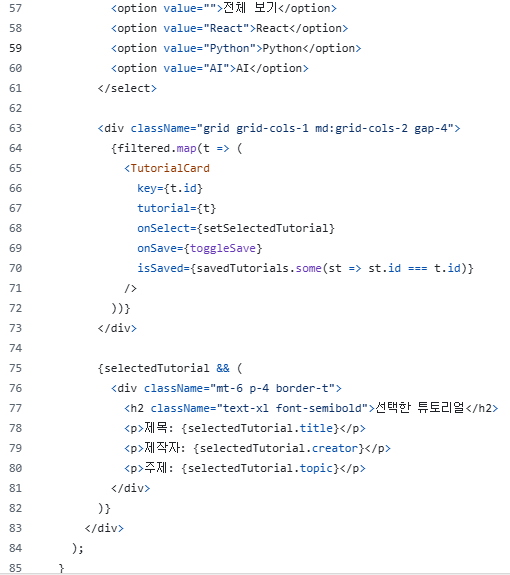 57 <option value="">전체 보기</option>
58 <option value="React">React</option>
59 <option value="Python">Python</option>
60 <option value="AI">AI</option>
61 </select>
62
63 <div className="grid grid-cols-1 md:grid-cols-2 gap-4">
64 {filtered.map(t => (
65 <TutorialCard
66 key={t.id}
67 tutorial={t}
68 onSelect={setSelectedTutorial}
69 onSave={toggleSave}
70 isSaved={savedTutorials.some(st => st.id === t.id)}
71 />
72 ))}
73 </div>
74
75 {selectedTutorial && (
76 <div className="mt-6 p-4 border-t">
77 <h2 className="text-xl font-semibold">선택한 튜토리얼</h2>
78 <p>제목: {selectedTutorial.title}</p>
79 <p>제작자: {selectedTutorial.creator}</p>
80 <p>주제: {selectedTutorial.topic}</p>
81 </div>
82 )}
83 </div>
84 );
85 }